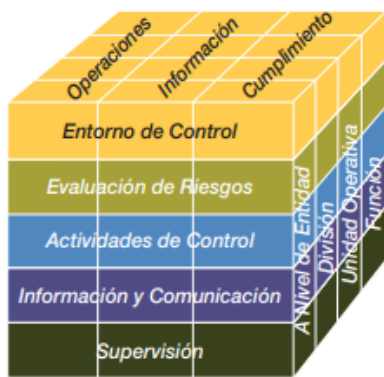 Operaciones
Información
Cumplimiento
Entorno de Control
Evaluación de Riesgos
Actividades de Control
Información y Comunicación
Supervisión
A Nivel de Entidad
División
Unidad Operativa
Función